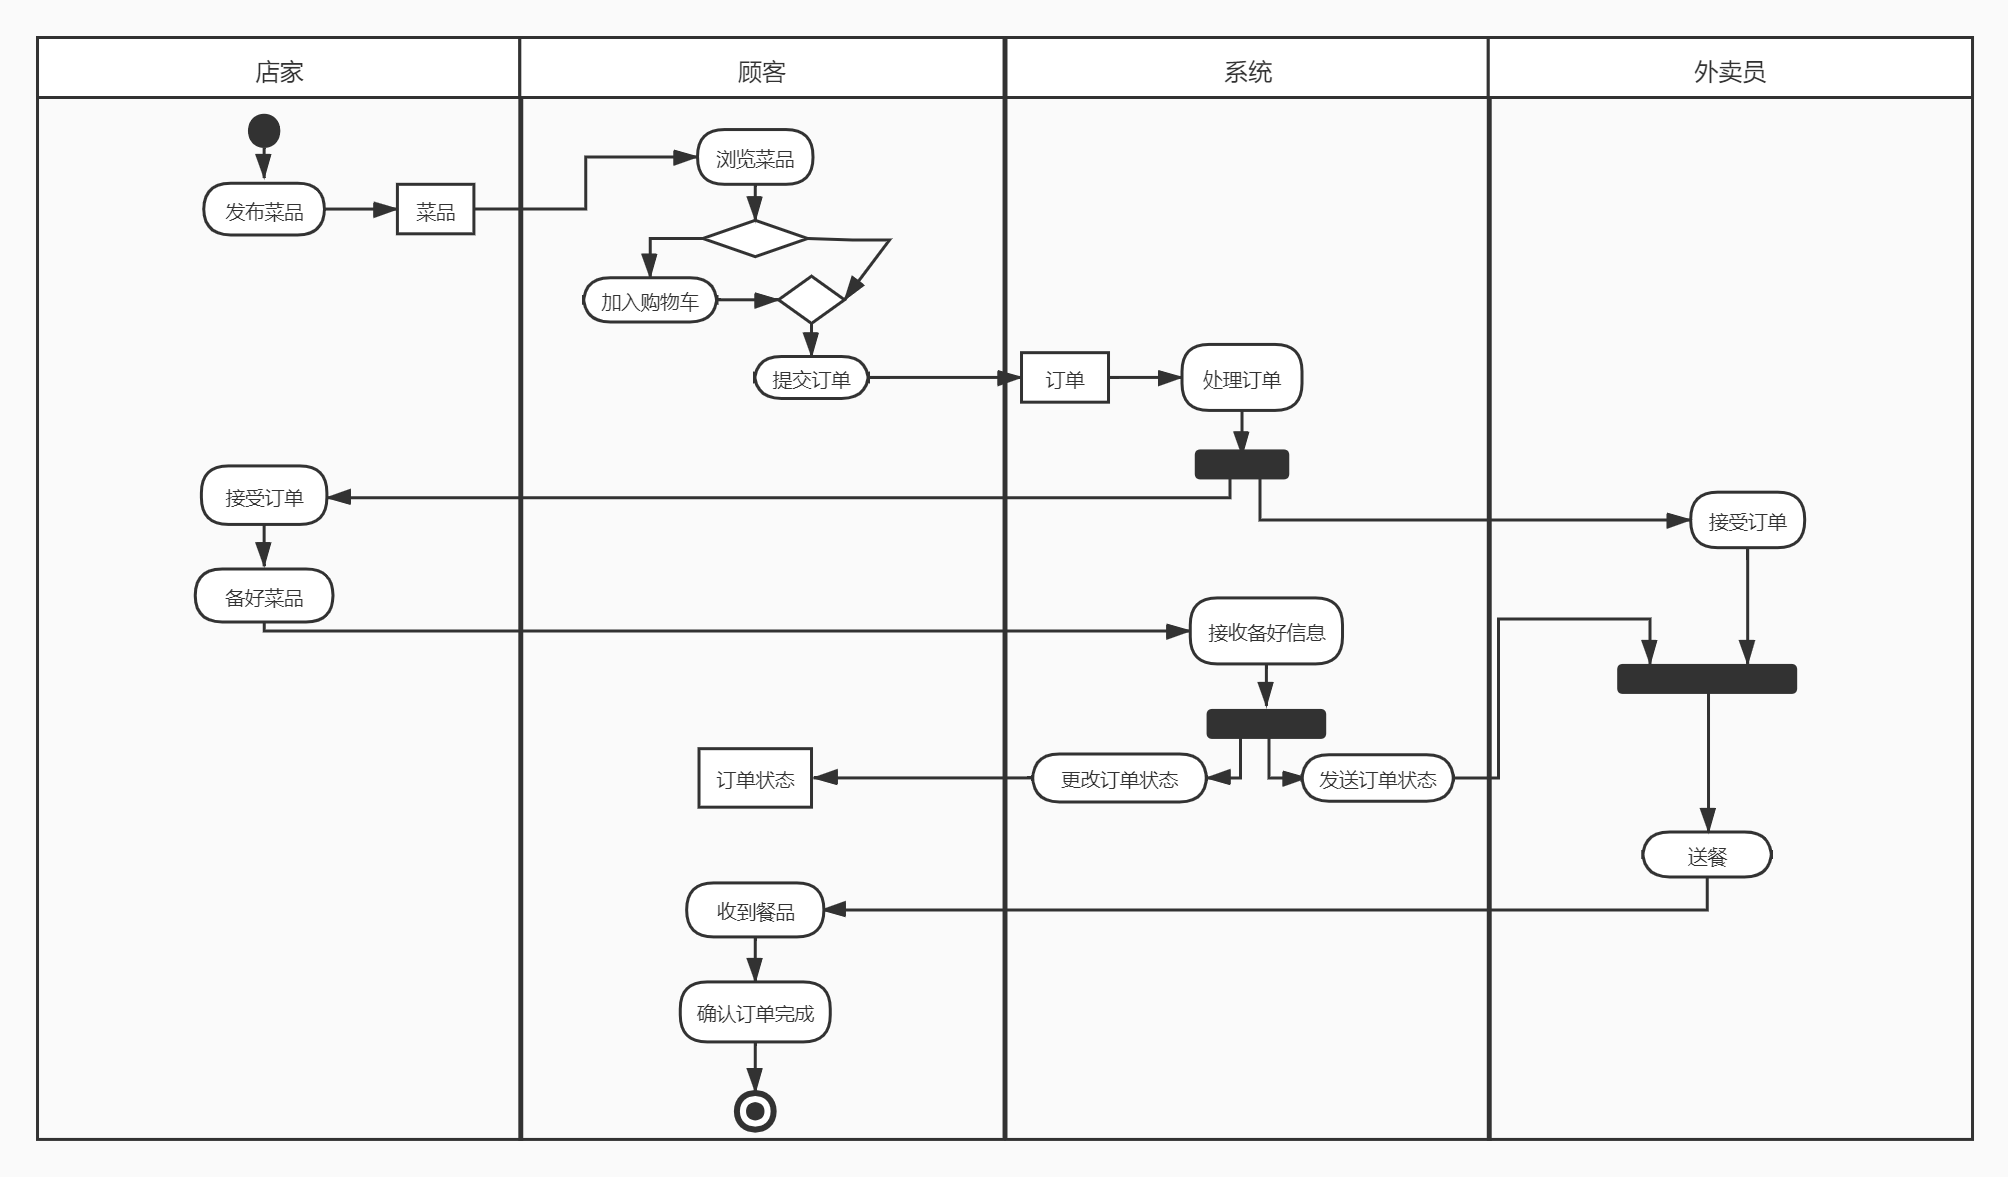 店家
顾客
系统
外卖员
浏览菜品
发布菜品
菜品
加入购物车
提交订单
订单
处理订单
接受订单
接受订单
备好菜品
接收备好信息
订单状态
更改订单状态
发送订单状态
送餐
收到餐品
确认订单完成